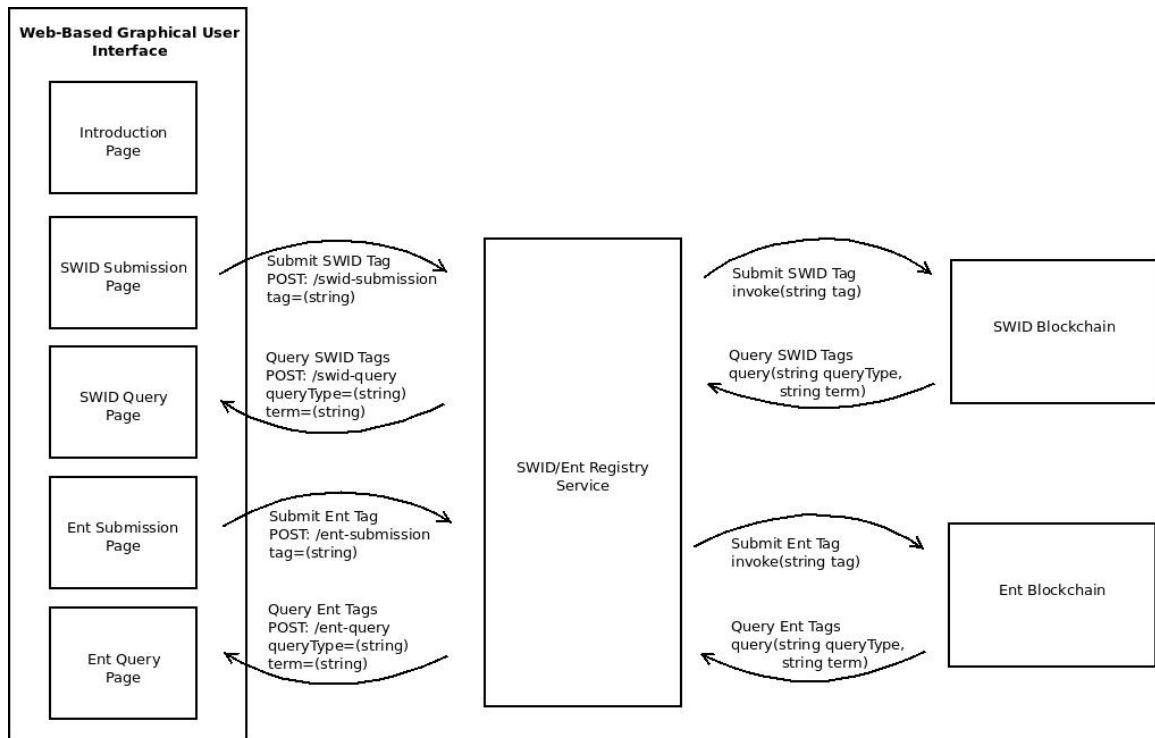 Web-Based Graphical User
Interface
Introduction
Page
SWID Submission
Page
SWID Query
Page
Ent Submission
Page
Ent Query
Page
Submit SWID Tag
POST: /swid-submission
tag=(string)
Query SWID Tags
POST: /swid-query
queryType=(string)
term=(string)
Submit Ent Tag
POST: /ent-submission
tag=(string)
Query Ent Tags
POST: /ent-query
queryType=(string)
term=(string)
SWID/Ent Registry
Service
Submit SWID Tag
invoke(string tag)
Query SWID Tags
query(string queryType,
string term)
Submit Ent Tag
invoke(string tag)
Query Ent Tags
query(string queryType,
string term)
SWID Blockchain
Ent Blockchain